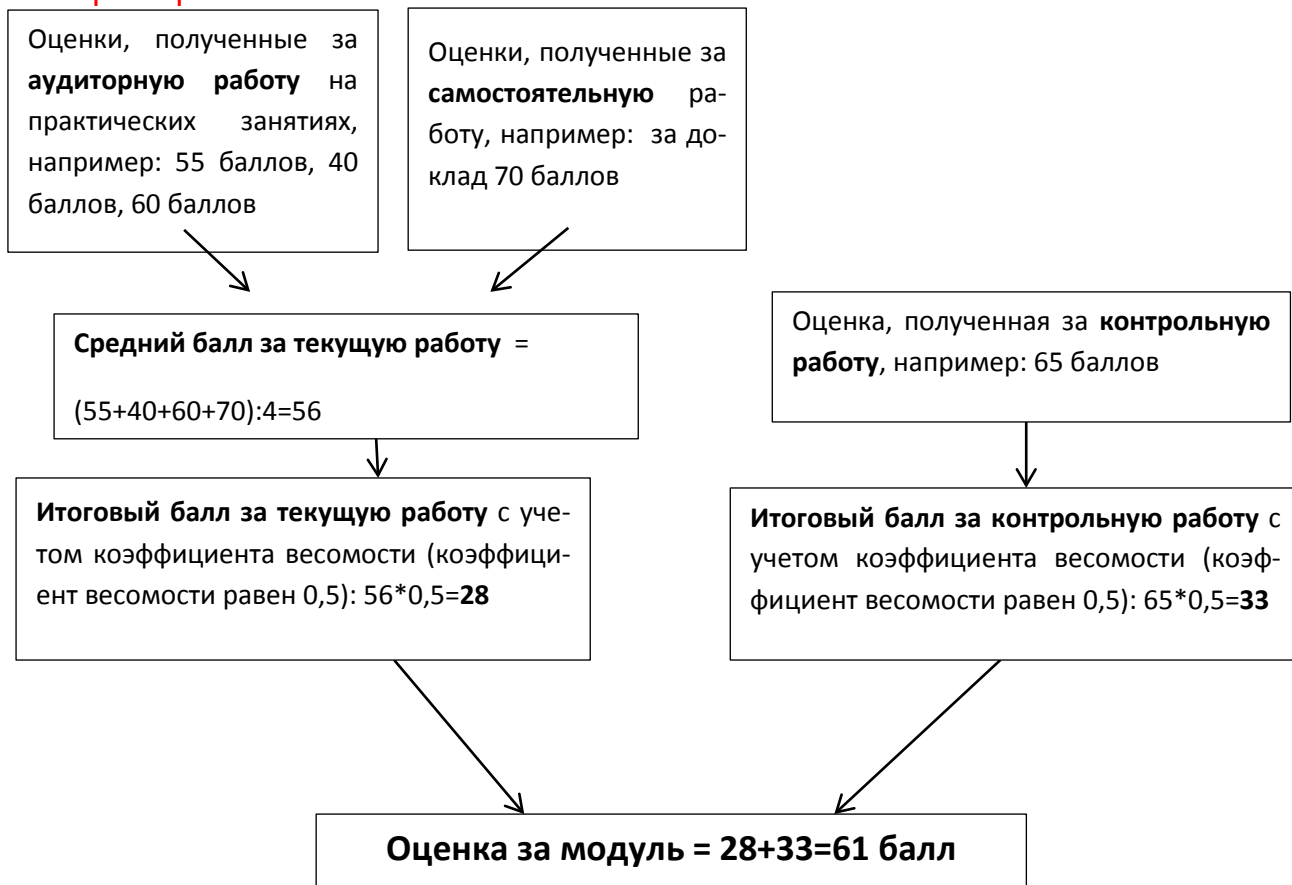 Оценки, полученные за
аудиторную работу на
практических занятиях,
например: 55 баллов, 40
баллов, 60 баллов
Оценки, полученные за
самостоятельную ра-
боту, например: за до-
клад 70 баллов
Средний балл за текущую работу =
(55+40+60+70):4=56
Оценка, полученная за контрольную
работу, например: 65 баллов
Итоговый балл за текущую работу с уче-
том коэффициента весомости (коэффици-
ент весомости равен 0,5): 56*0,5=28
Итоговый балл за контрольную работу с
учетом коэффициента весомости (коэф-
фициент весомости равен 0,5): 65*0,5=33
Оценка за модуль = 28+33=61 балл